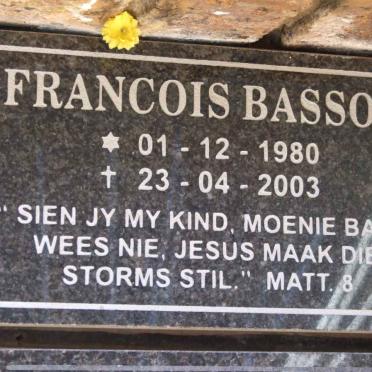 FRANCOIS BASSO
01 - 12 - 1980
23 - 04 - 2003
" SIEN JY MY KIND, MOENIE BA
WEES NIE, JESUS MAAK DIE
STORMS STIL." MATT. 8